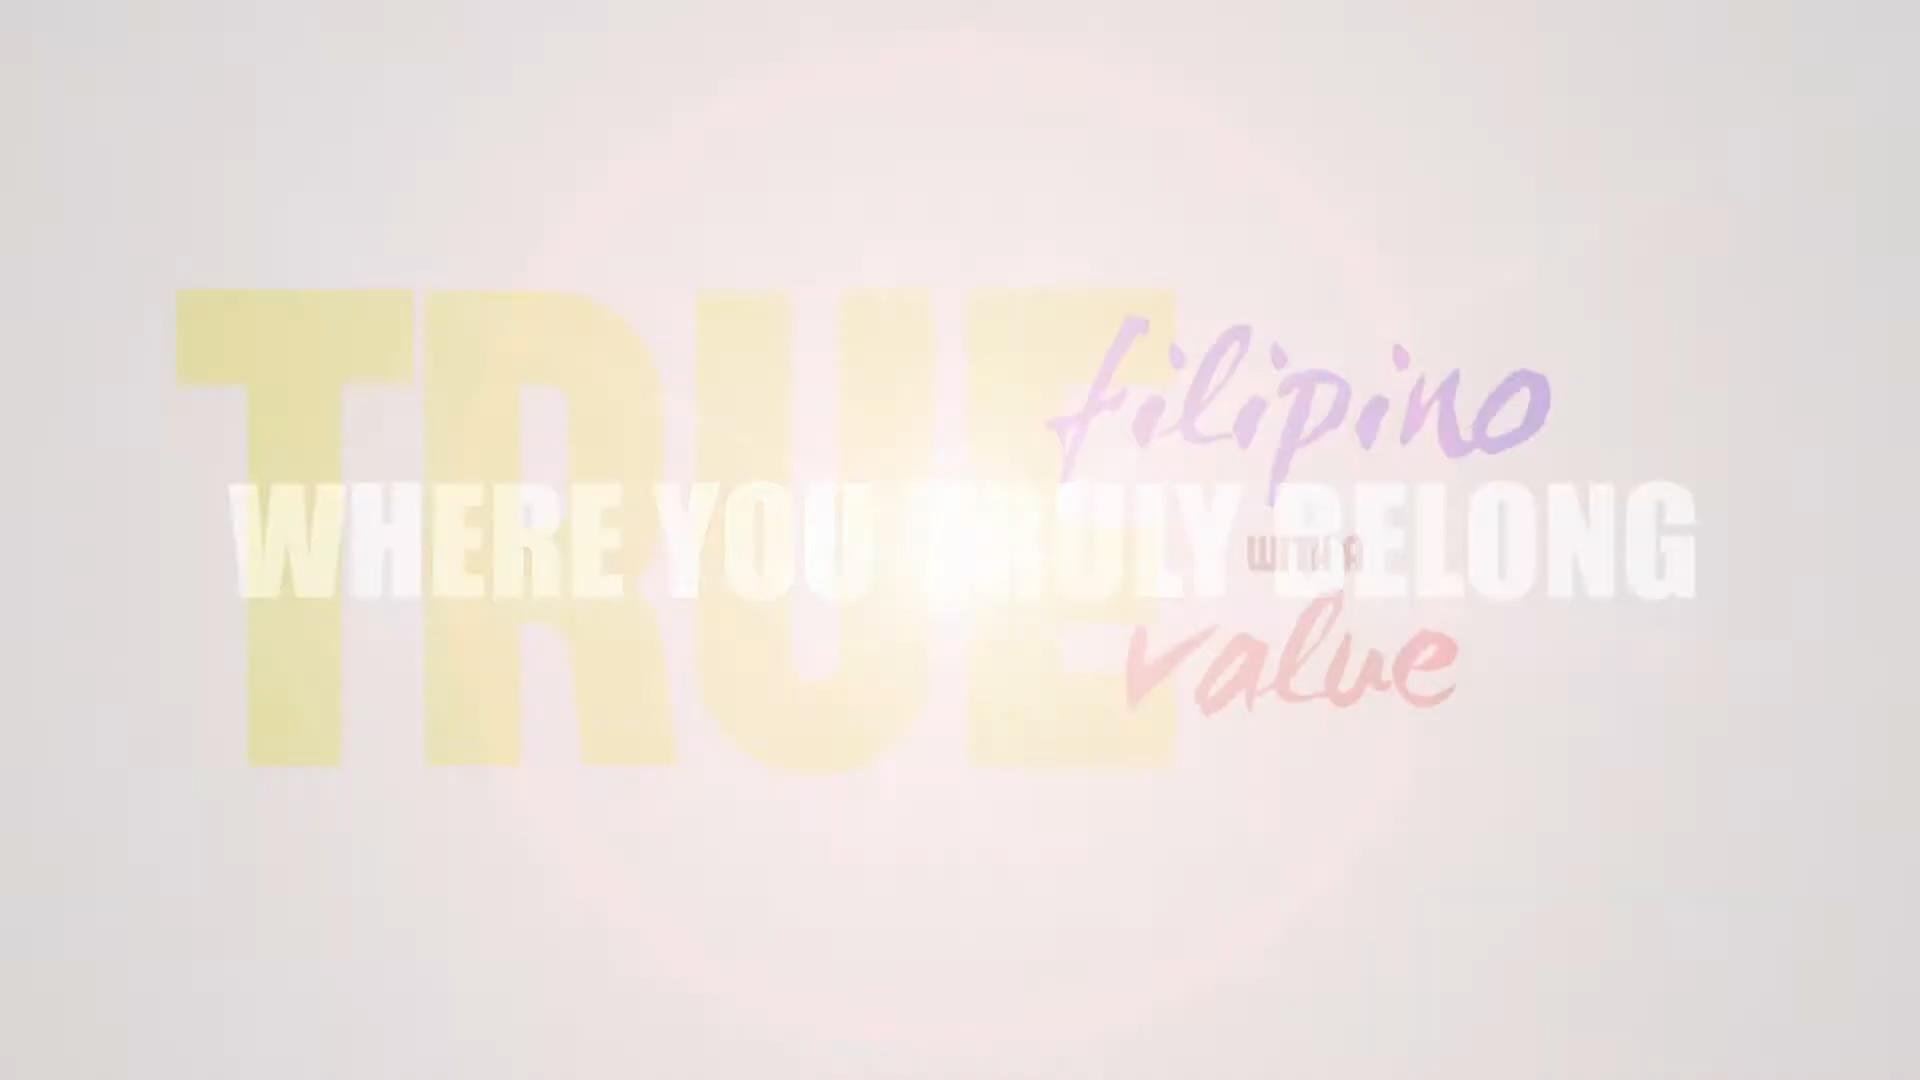 TRUE
filipino
WITH A
value
WHERE YOU TRULY BELONG